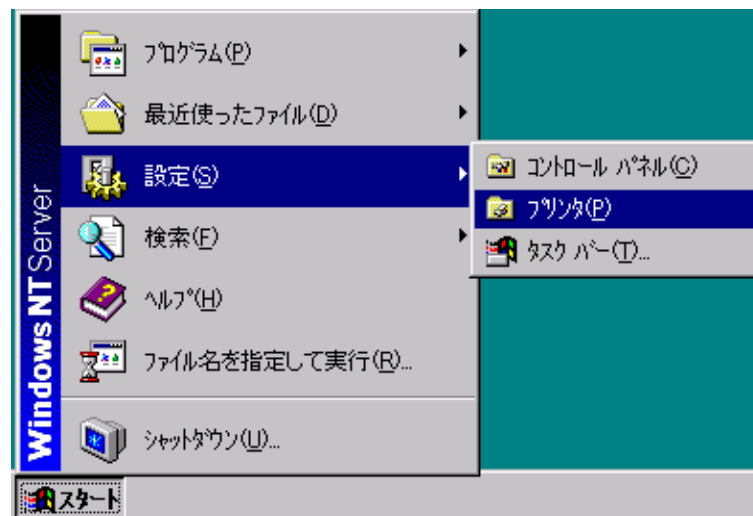 Windows NT Server
プログラム(P)
最近使ったファイル(D)
設定(S)
検索(F)
ヘルプ(H)
ファイル名を指定して実行(R)...
シャットダウン(U)...
コントロール パネル(C)
プリンタ(P)
タスク バー(T)...
スタート